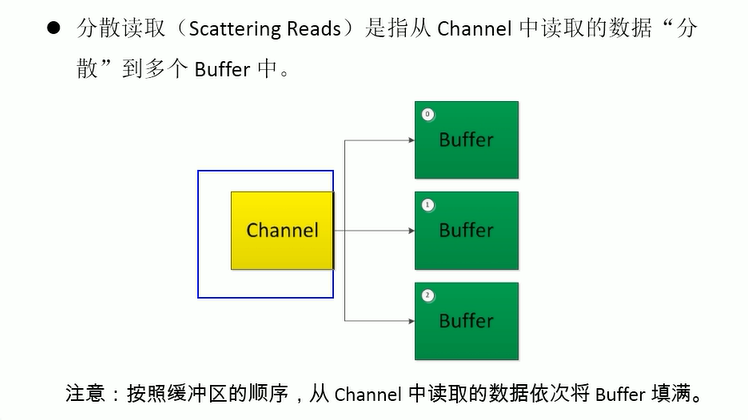 ● 分散读取（Scattering Reads）是指从 Channel 中读取的数据“分
散”到多个 Buffer 中。
0
Buffer
Channel
1
Buffer
2
Buffer
注意：按照缓冲区的顺序，从 Channel 中读取的数据依次将 Buffer 填满。